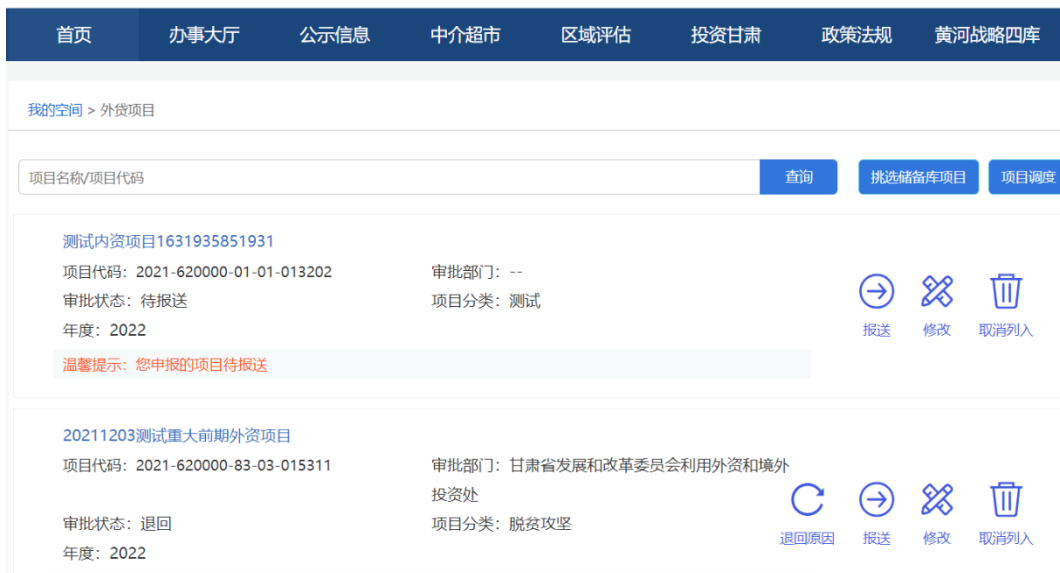 首页 办事大厅 公示信息 中介超市 区域评估 投资甘肃 政策法规 黄河战略四库
我的空间 > 外贷项目
项目名称/项目代码 查询 挑选储备库项目 项目调度
测试内资项目1631935851931
项目代码：2021-620000-01-01-013202 审批部门：--
审批状态：待报送 项目分类：测试
年度：2022
报送 修改 取消列入
温馨提示：您申报的项目待报送
20211203测试重大前期外资项目
项目代码：2021-620000-83-03-015311 审批部门：甘肃省发展和改革委员会利用外资和境外
投资处
审批状态：退回 项目分类：脱贫攻坚
退回原因 报送 修改 取消列入
年度：2022